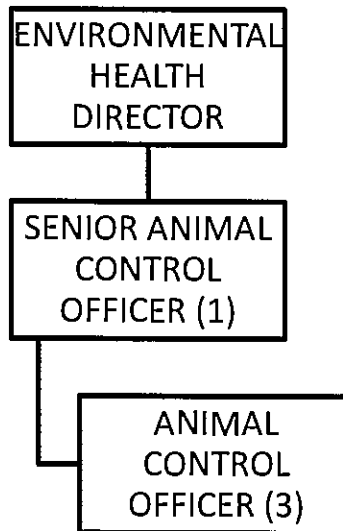 ENVIRONMENTAL
HEALTH
DIRECTOR
SENIOR ANIMAL
CONTROL
OFFICER (1)
ANIMAL
CONTROL
OFFICER (3)